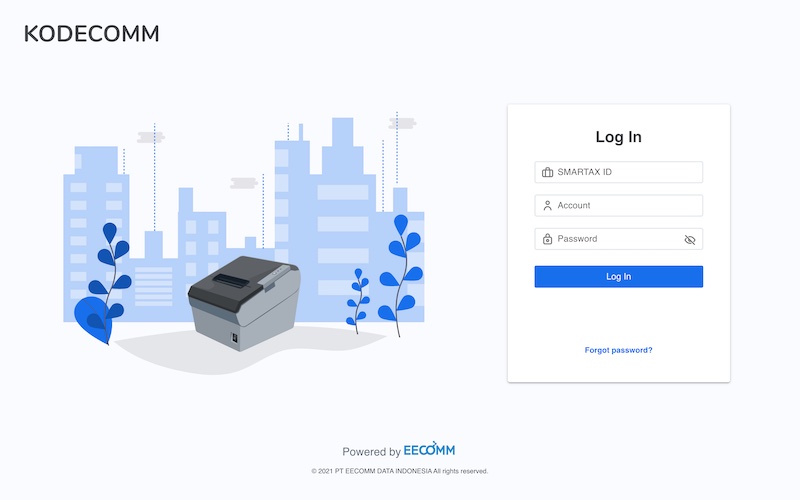 KODECOMM
Log In
SMARTAX ID
Account
Password
Log In
Forgot password?
Powered by EECOMM
© 2021 PT EECOMM DATA INDONESIA All rights reserved.